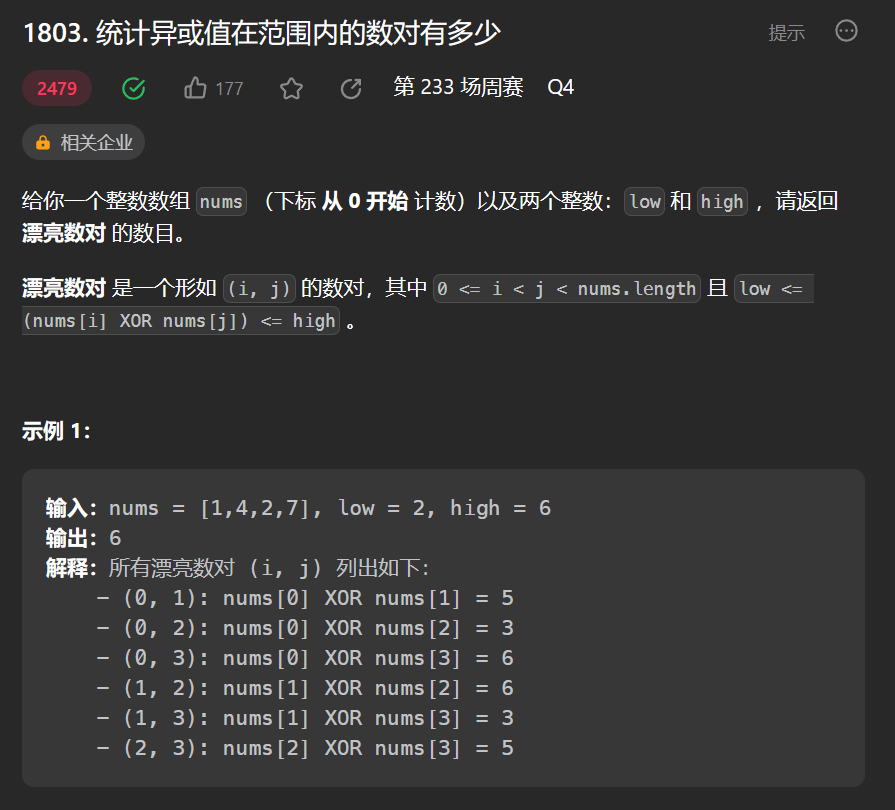 1803. 统计异或值在范围内的数对有多少
提示
2479 177 第 233 场周赛 Q4
相关企业
给你一个整数数组 nums （下标 从 0 开始 计数）以及两个整数：low 和 high ，请返回
漂亮数对 的数目。
漂亮数对 是一个形如 (i, j) 的数对，其中 0 <= i < j < nums.length 且 low <=
(nums[i] XOR nums[j]) <= high 。
示例 1：
输入：nums = [1,4,2,7], low = 2, high = 6
输出：6
解释：所有漂亮数对 (i, j) 列出如下：
- (0, 1): nums[0] XOR nums[1] = 5
- (0, 2): nums[0] XOR nums[2] = 3
- (0, 3): nums[0] XOR nums[3] = 6
- (1, 2): nums[1] XOR nums[2] = 6
- (1, 3): nums[1] XOR nums[3] = 3
- (2, 3): nums[2] XOR nums[3] = 5